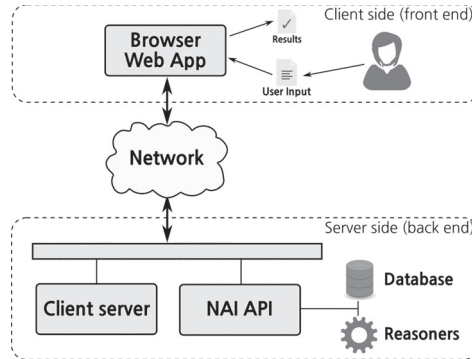 Client side (front end)
Browser
Web App
Results
User Input
Network
Server side (back end)
Client server
NAI API
Database
Reasoners